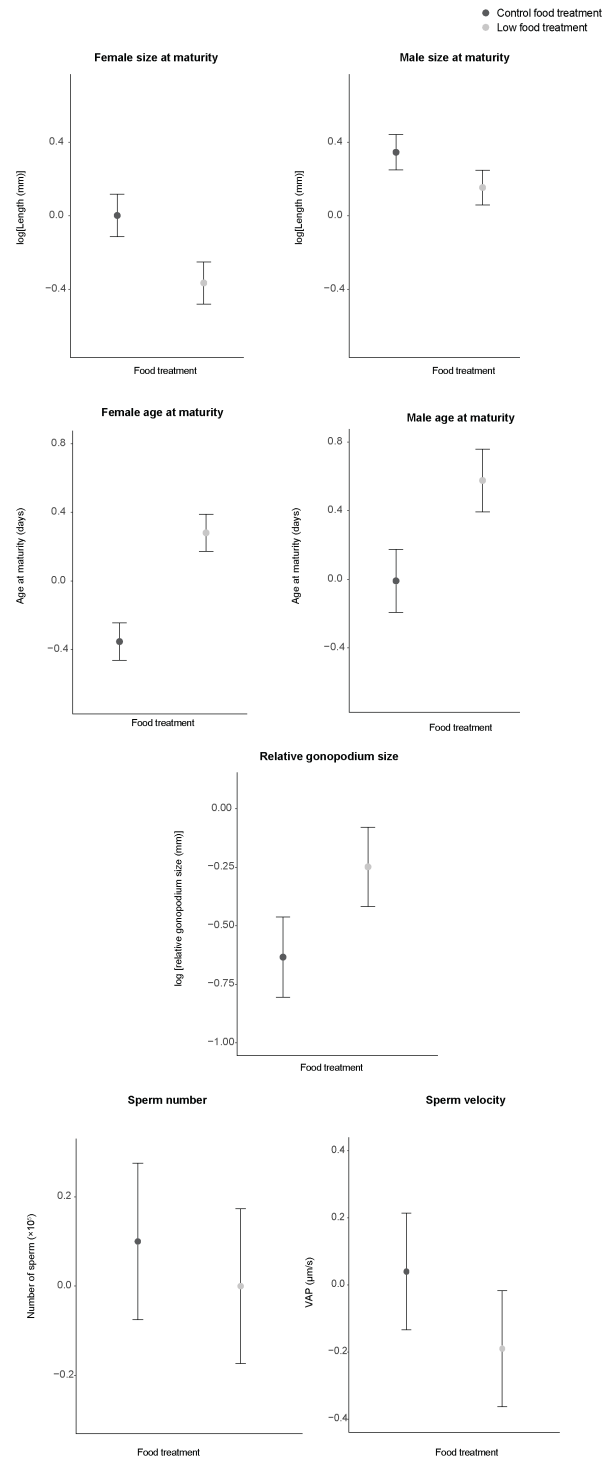 Control food treatment
Low food treatment
Female size at maturity
Male size at maturity
0.4
0.0
−0.4
log[Length (mm)]
Food treatment
0.4
0.0
−0.4
log[Length (mm)]
Food treatment
Female age at maturity
Male age at maturity
0.8
0.4
0.0
−0.4
Age at maturity (days)
Food treatment
0.8
0.4
0.0
−0.4
Age at maturity (days)
Food treatment
Relative gonopodium size
0.00
−0.25
−0.50
−0.75
−1.00
log [relative gonopodium size (mm)]
Food treatment
Sperm number
Sperm velocity
0.2
0.0
−0.2
Number of sperm
Food treatment
0.4
0.2
0.0
−0.2
−0.4
VAP (µm/s)
Food treatment